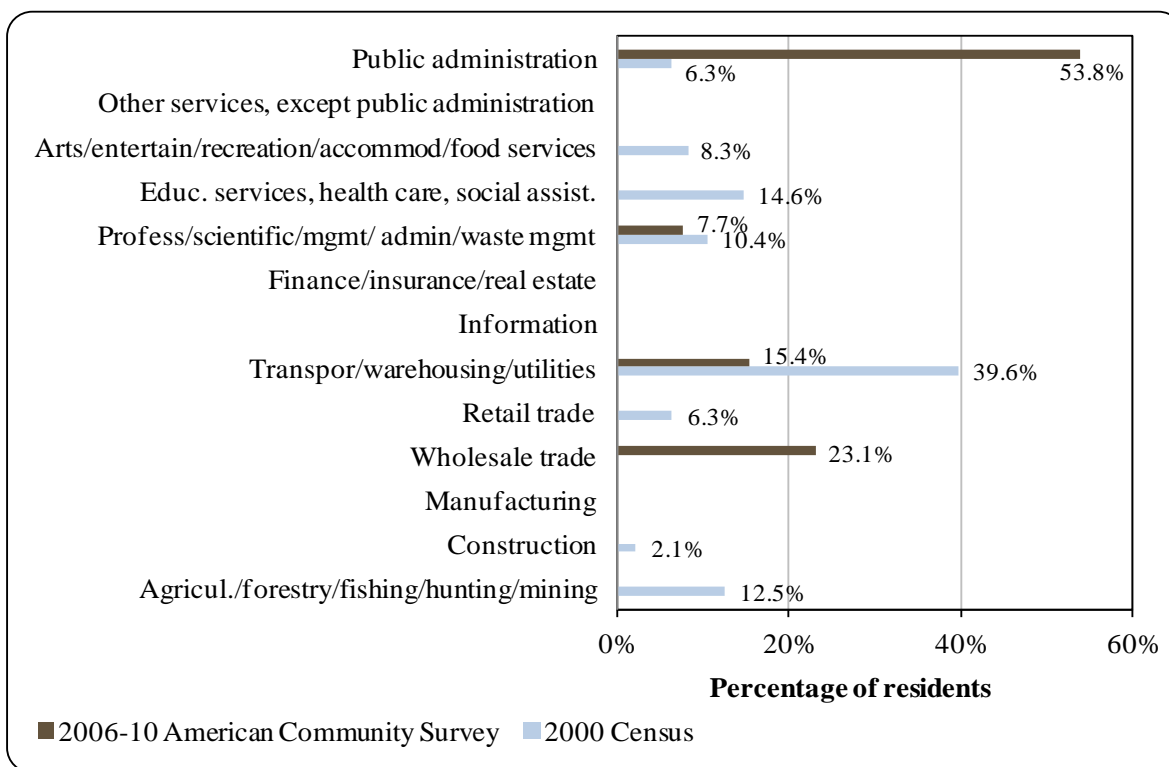 Public administration
6.3%
53.8%
Other services, except public administration
Arts/entertain/recreation/accommod/food services
8.3%
Educ. services, health care, social assist.
14.6%
Profess/scientific/mgmt/ admin/waste mgmt
7.7%
10.4%
Finance/insurance/real estate
Information
Transpor/warehousing/utilities
15.4%
39.6%
Retail trade
6.3%
Wholesale trade
23.1%
Manufacturing
Construction
2.1%
Agricul./forestry/fishing/hunting/mining
12.5%
0% 20% 40% 60%
Percentage of residents
2006-10 American Community Survey 2000 Census